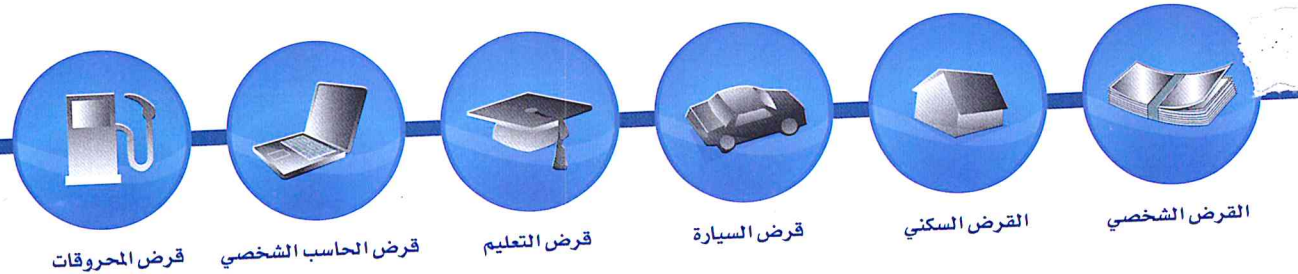 القرض الشخصي
القرض السكني
قرض السيارة
قرض التعليم
قرض الحاسب الشخصي
قرض المحروقات